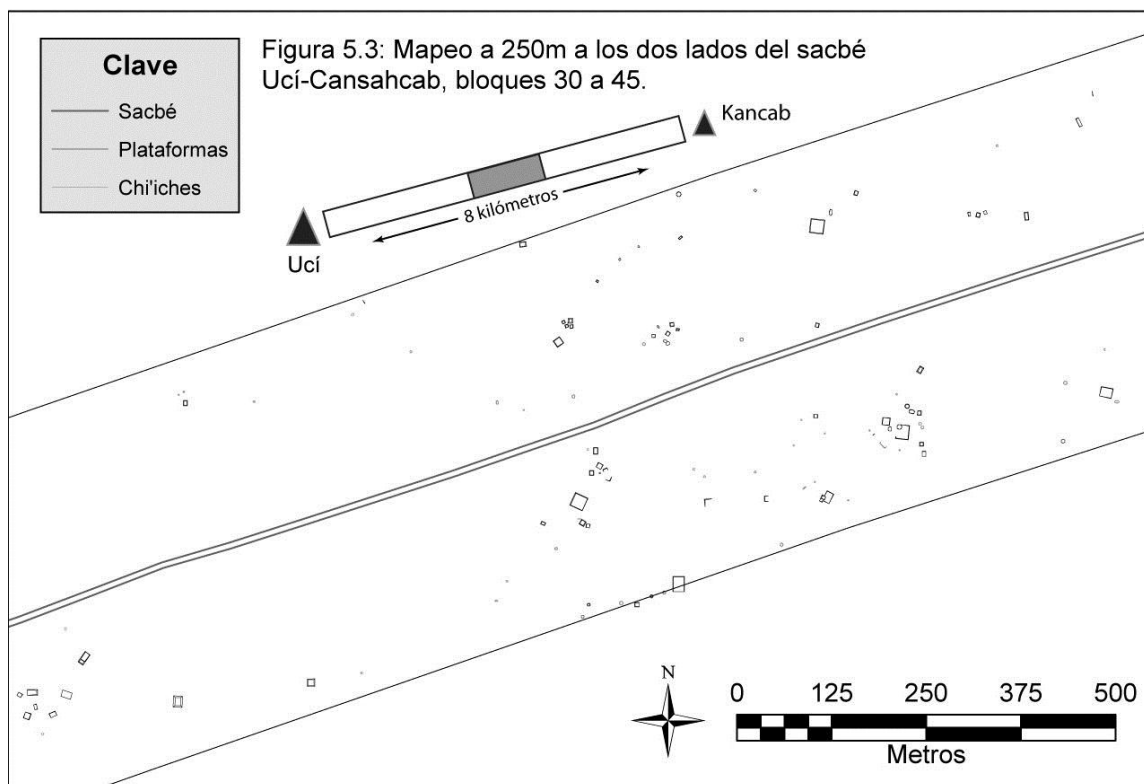 Clave
Sacbé
Plataformas
Chi'iches
Figura 5.3: Mapeo a 250m a los dos lados del sacbé
Ucí-Cansahcab, bloques 30 a 45.
Kancab
8 kilómetros
Ucí
N
0 125 250 375 500
Metros